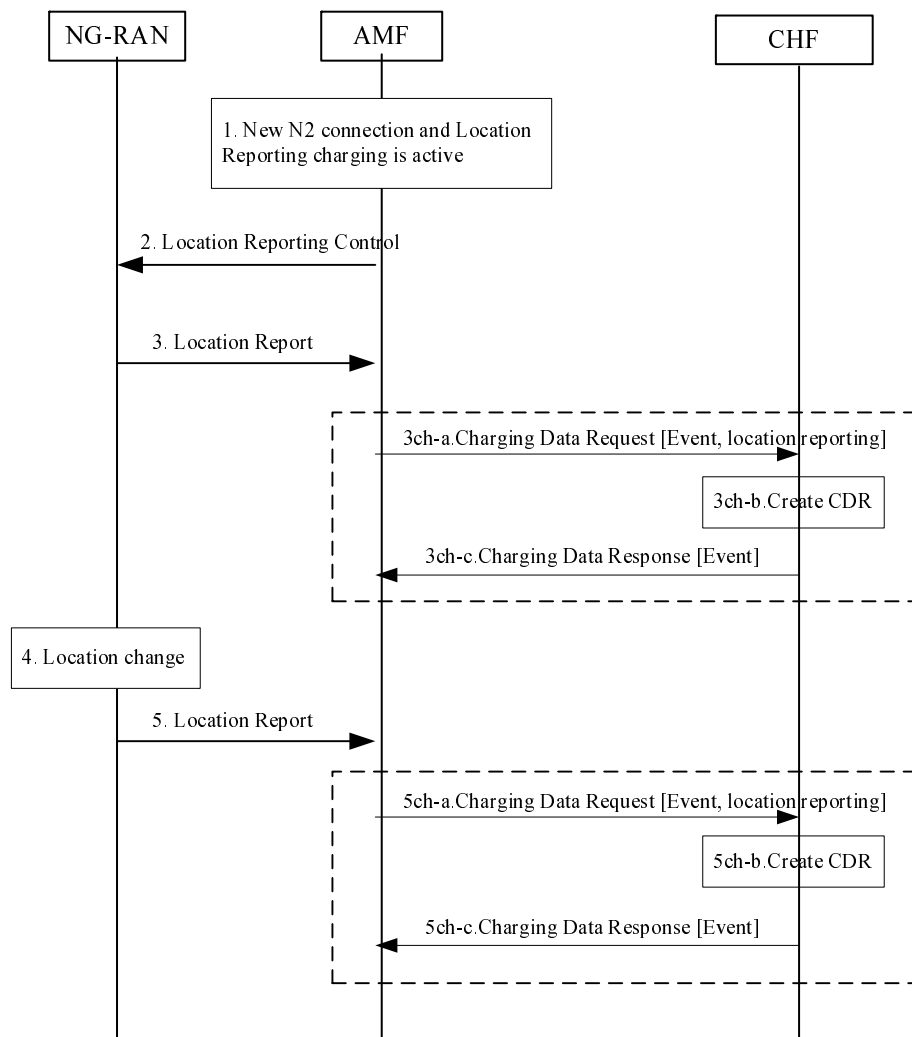 NG-RAN
AMF
CHF
1. New N2 connection and Location
Reporting charging is active
2. Location Reporting Control
3. Location Report
3ch-a.Charging Data Request [Event, location reporting]
3ch-b.Create CDR
3ch-c.Charging Data Response [Event]
4. Location change
5. Location Report
5ch-a.Charging Data Request [Event, location reporting]
5ch-b.Create CDR
5ch-c.Charging Data Response [Event]